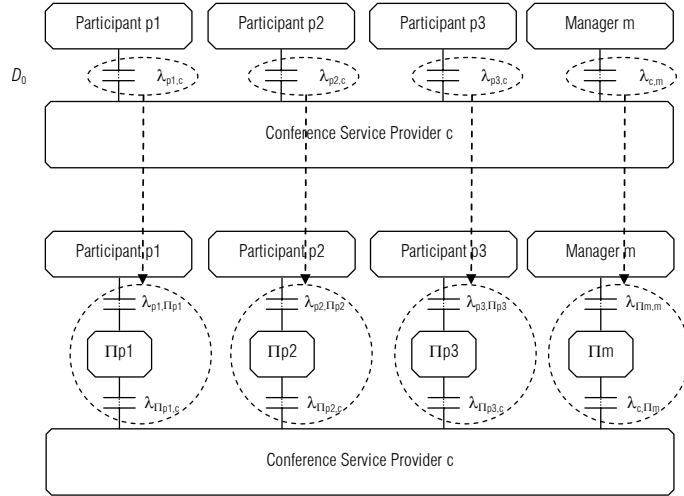 Participant p1 Participant p2 Participant p3 Manager m
D₀ λp1,c λp2,c λp3,c λc,m
Conference Service Provider c
Participant p1 Participant p2 Participant p3 Manager m
λp1,Πp1 λp2,Πp2 λp3,Πp3 λΠm,m
Πp1 Πp2 Πp3 Πm
λΠp1,c λΠp2,c λΠp3,c λc,Πm
Conference Service Provider c